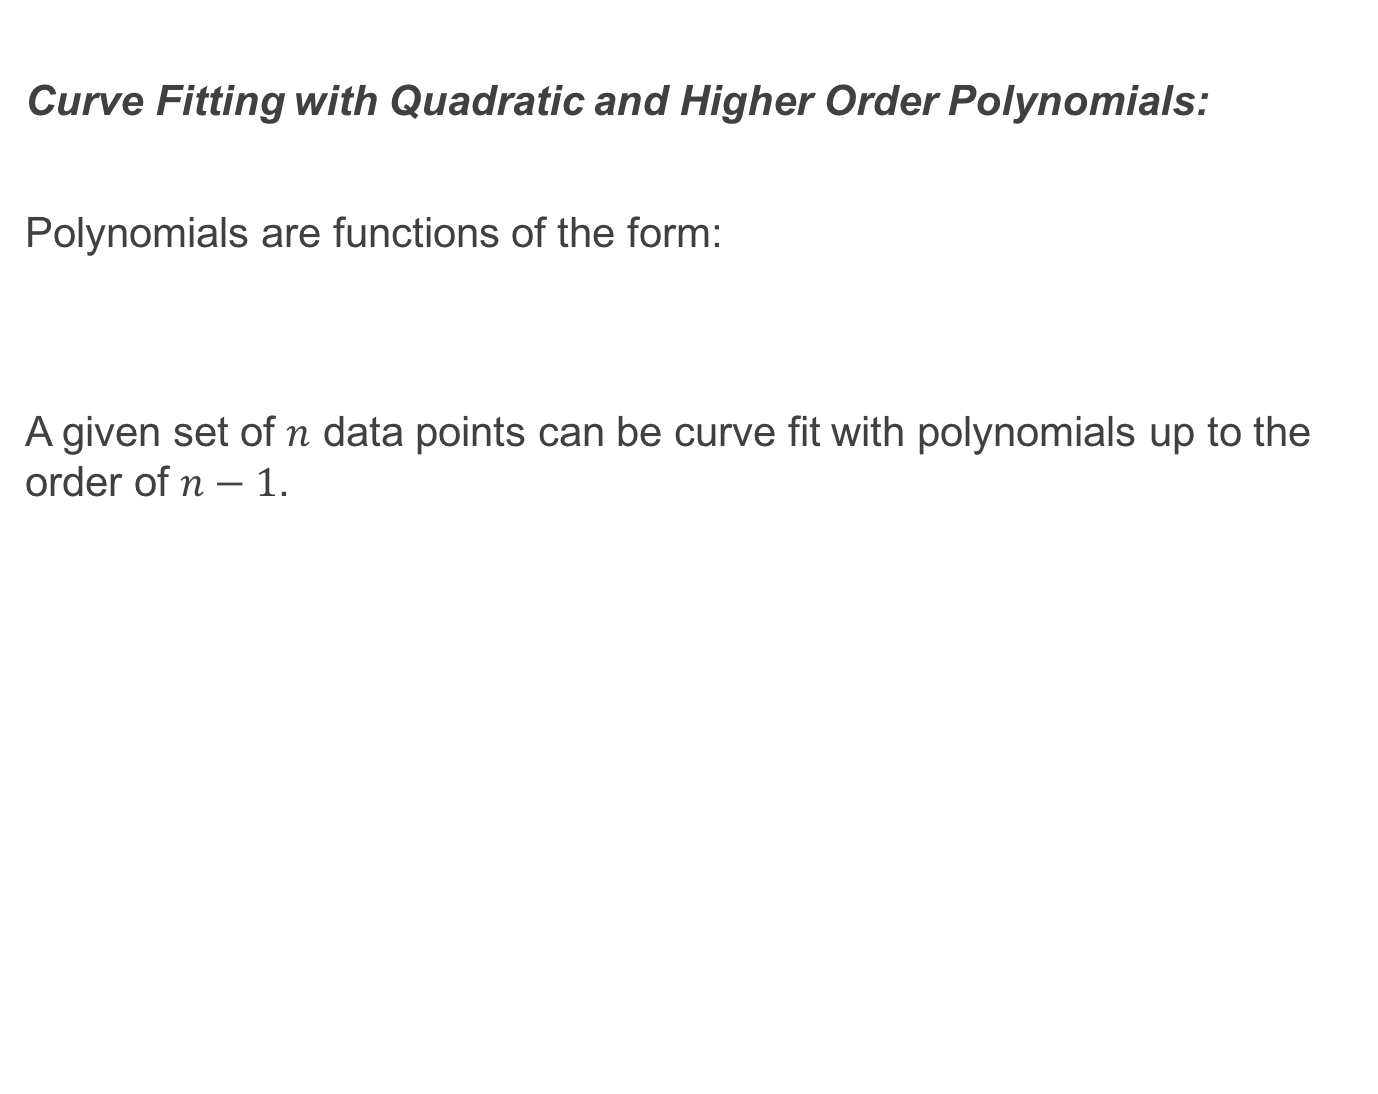 Curve Fitting with Quadratic and Higher Order Polynomials:
Polynomials are functions of the form:
A given set of n data points can be curve fit with polynomials up to the
order of n − 1.